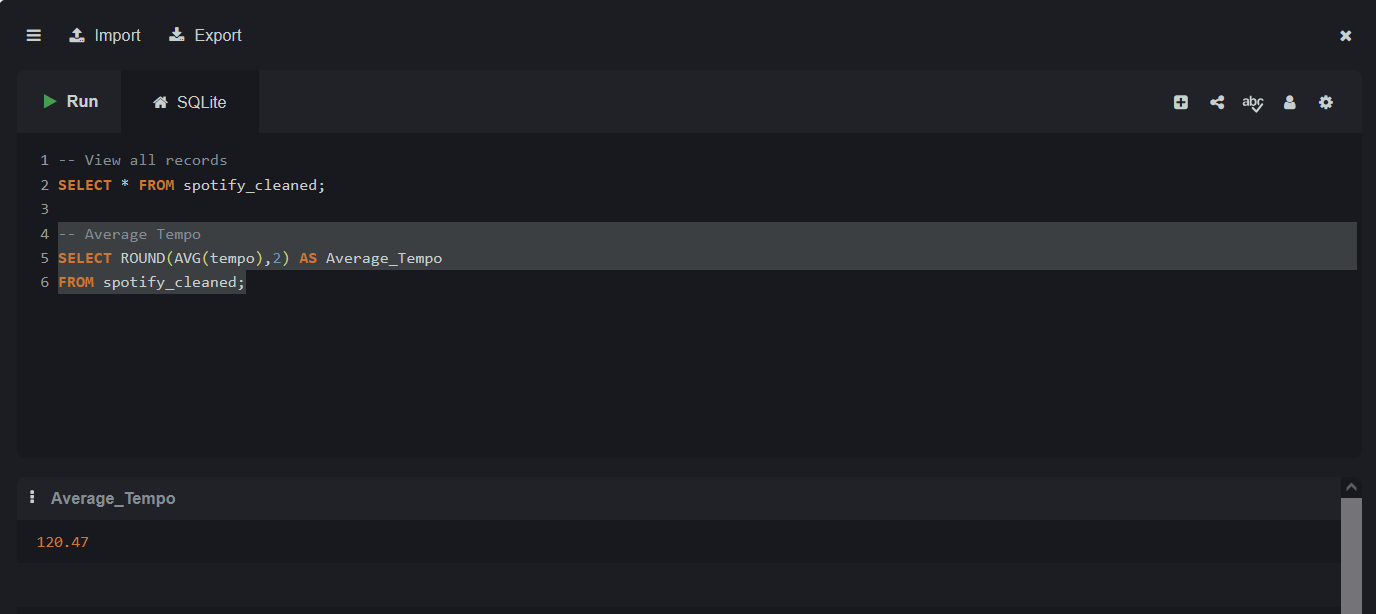 Import Export
Run SQLite abc
1 -- View all records
2 SELECT * FROM spotify_cleaned;
3
4 -- Average Tempo
5 SELECT ROUND(AVG(tempo),2) AS Average_Tempo
6 FROM spotify_cleaned;
Average_Tempo
120.47